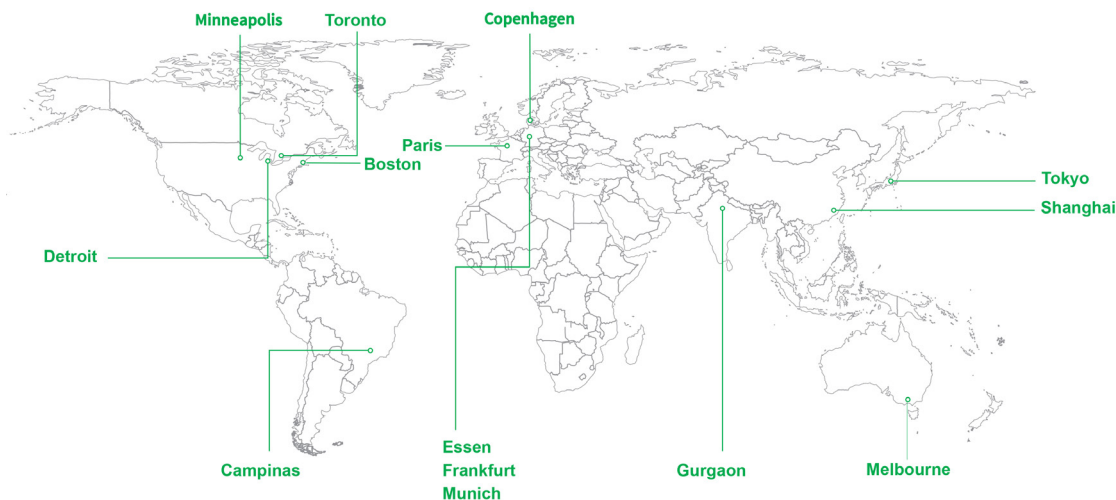 Minneapolis
Toronto
Copenhagen
Paris
Boston
Tokyo
Shanghai
Detroit
Essen
Frankfurt
Munich
Campinas
Gurgaon
Melbourne